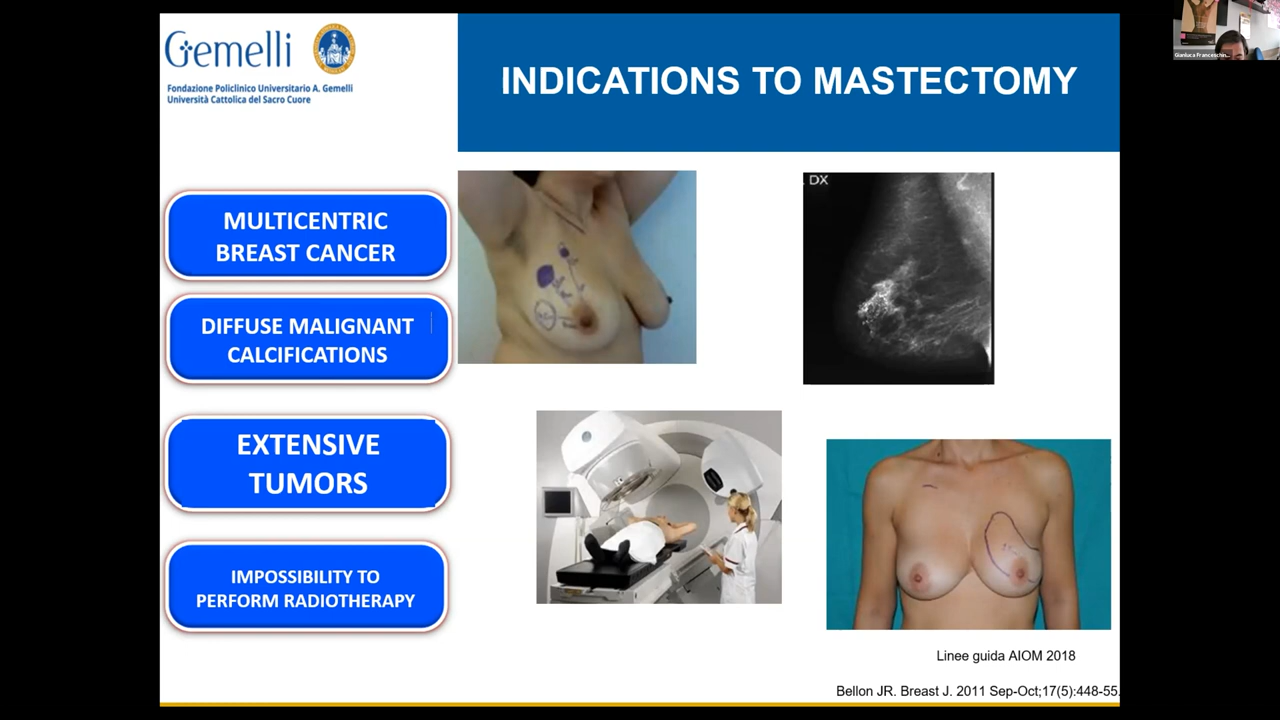 Gemelli
Fondazione Policlinico Universitario A. Gemelli
Università Cattolica del Sacro Cuore
INDICATIONS TO MASTECTOMY
MULTICENTRIC
BREAST CANCER
DIFFUSE MALIGNANT
CALCIFICATIONS
EXTENSIVE
TUMORS
IMPOSSIBILITY TO
PERFORM RADIOTHERAPY
DX
Linee guida AIOM 2018
Bellon JR. Breast J. 2011 Sep-Oct;17(5):448-55.
Gianluca Franceschin...